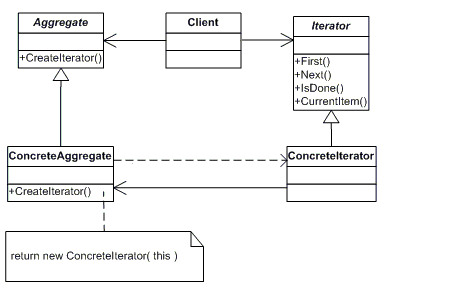 Aggregate
+CreateIterator()
Client
Iterator
+First()
+Next()
+IsDone()
+CurrentItem()
ConcreteAggregate
+CreateIterator()
ConcreteIterator
return new ConcreteIterator( this )